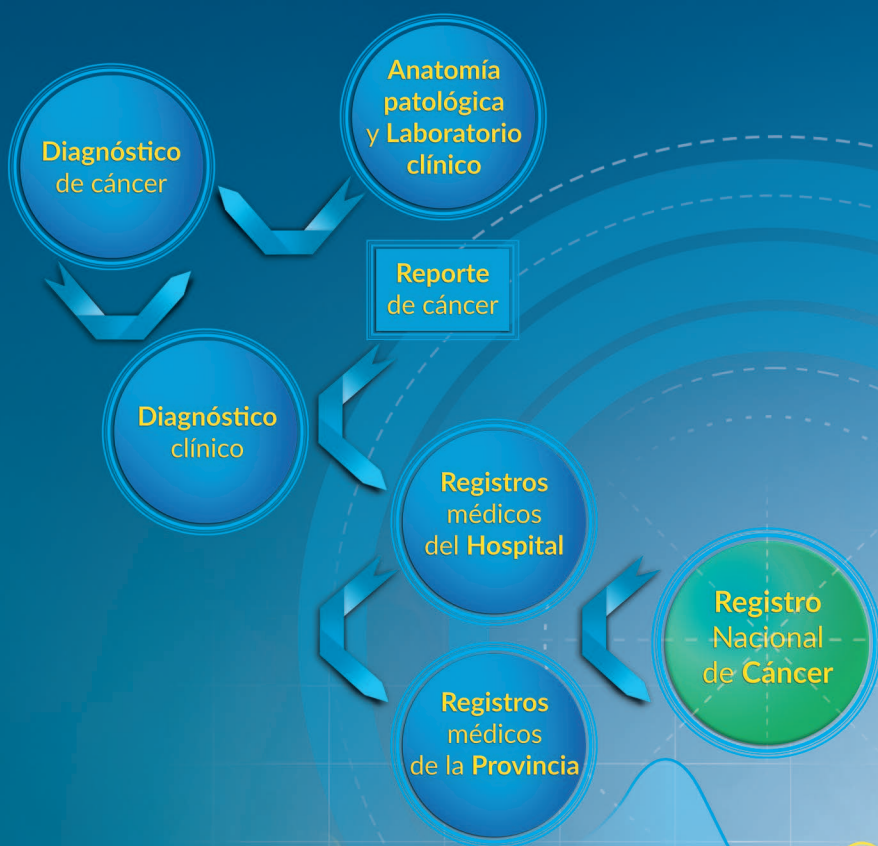 Diagnóstico
de cáncer
Anatomía
patológica
y Laboratorio
clínico
Reporte
de cáncer
Diagnóstico
clínico
Registros
médicos
del Hospital
Registro
Nacional
de Cáncer
Registros
médicos
de la Provincia